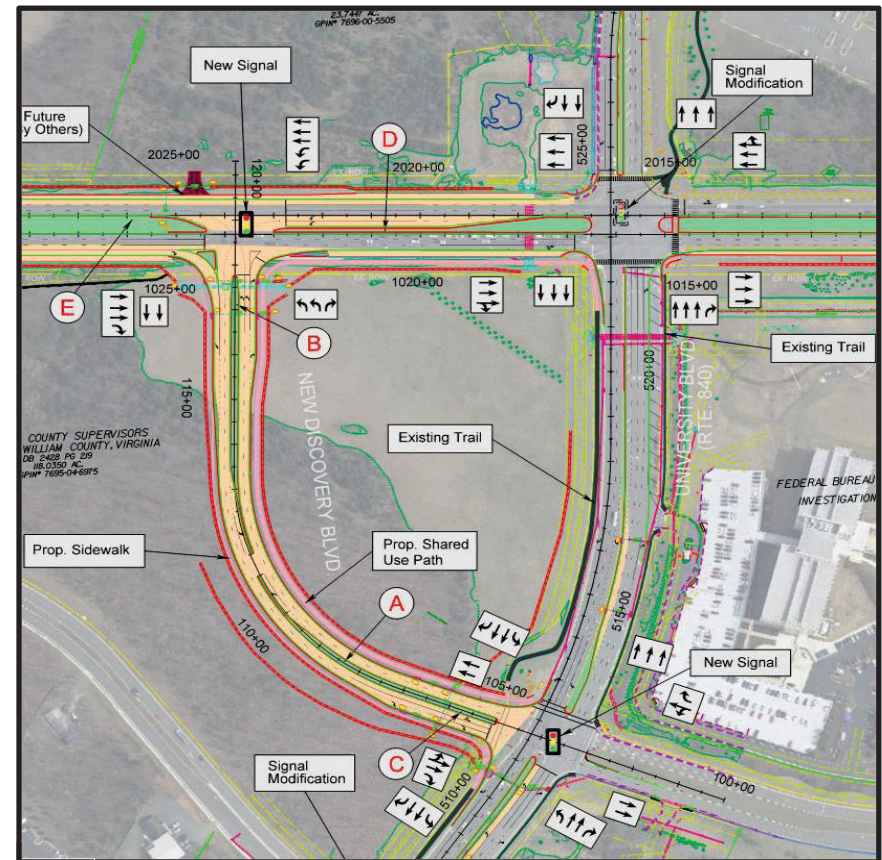 23.7447 AC.
GPIN# 7696-00-5505
New Signal
Signal
Modification
Future
y Others)
D
2025+00
120+00
2020+00
525+00
2015+00
EX ROW
E
1025+00
B
1020+00
EX ROW
1015+00
EX ROW
Existing Trail
115+00
NEW DISCOVERY BLVD
520+00
UNIVERSITY BLVD
(RTE. 840)
COUNTY SUPERVISORS
WILLIAM COUNTY, VIRGINIA
DB 2428 PG 219
118.0350 AC.
GPIN# 7695-04-6975
Existing Trail
FEDERAL BUREAU
INVESTIGATION
Prop. Sidewalk
Prop. Shared
Use Path
A
110+00
515+00
105+00
New Signal
C
Signal
Modification
510+00
100+00